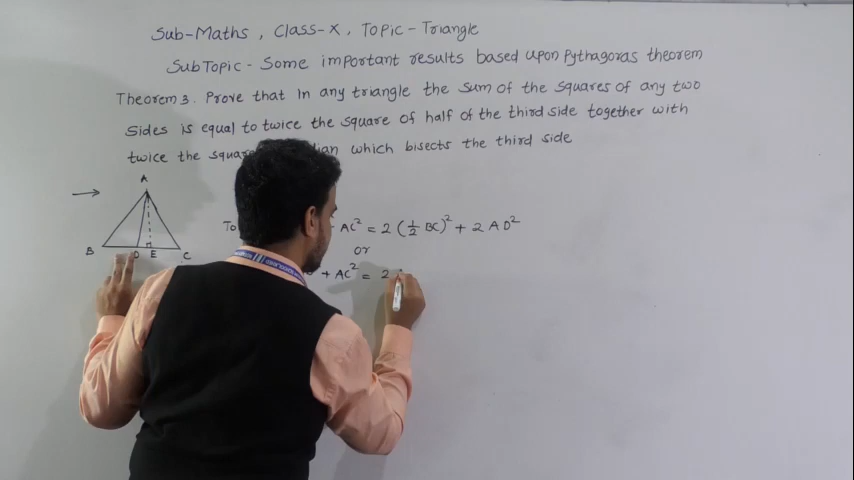 Sub-Maths, Class-X, Topic-Triangle
SubTopic - Some important results based upon Pythagoras theorem
Theorem 3. Prove that In any triangle the sum of the squares of any two
sides is equal to twice the square of half of the third side together with
twice the square which bisects the third side
A
To AC² = 2 (1/2 BC)² + 2 AD²
B D E C
or
+ AC² = 2